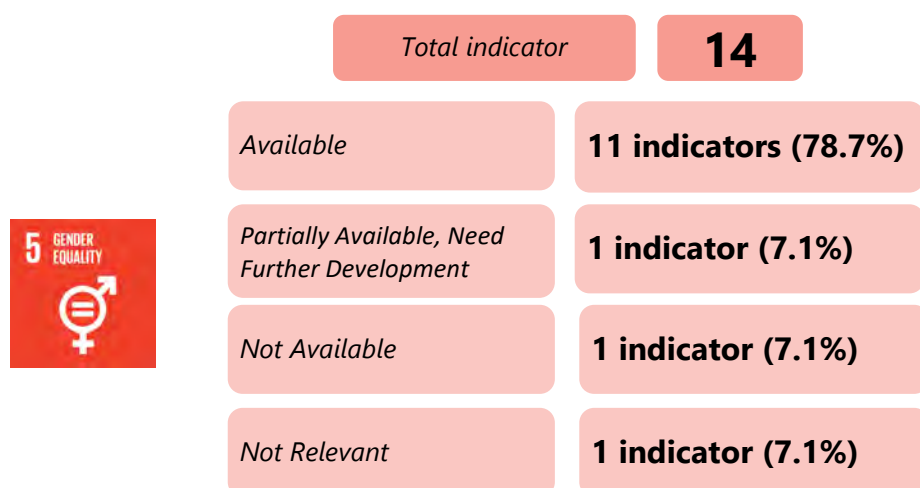 Total indicator 14
Available 11 indicators (78.7%)
5 GENDER
EQUALITY
Partially Available, Need
Further Development
1 indicator (7.1%)
Not Available 1 indicator (7.1%)
Not Relevant 1 indicator (7.1%)